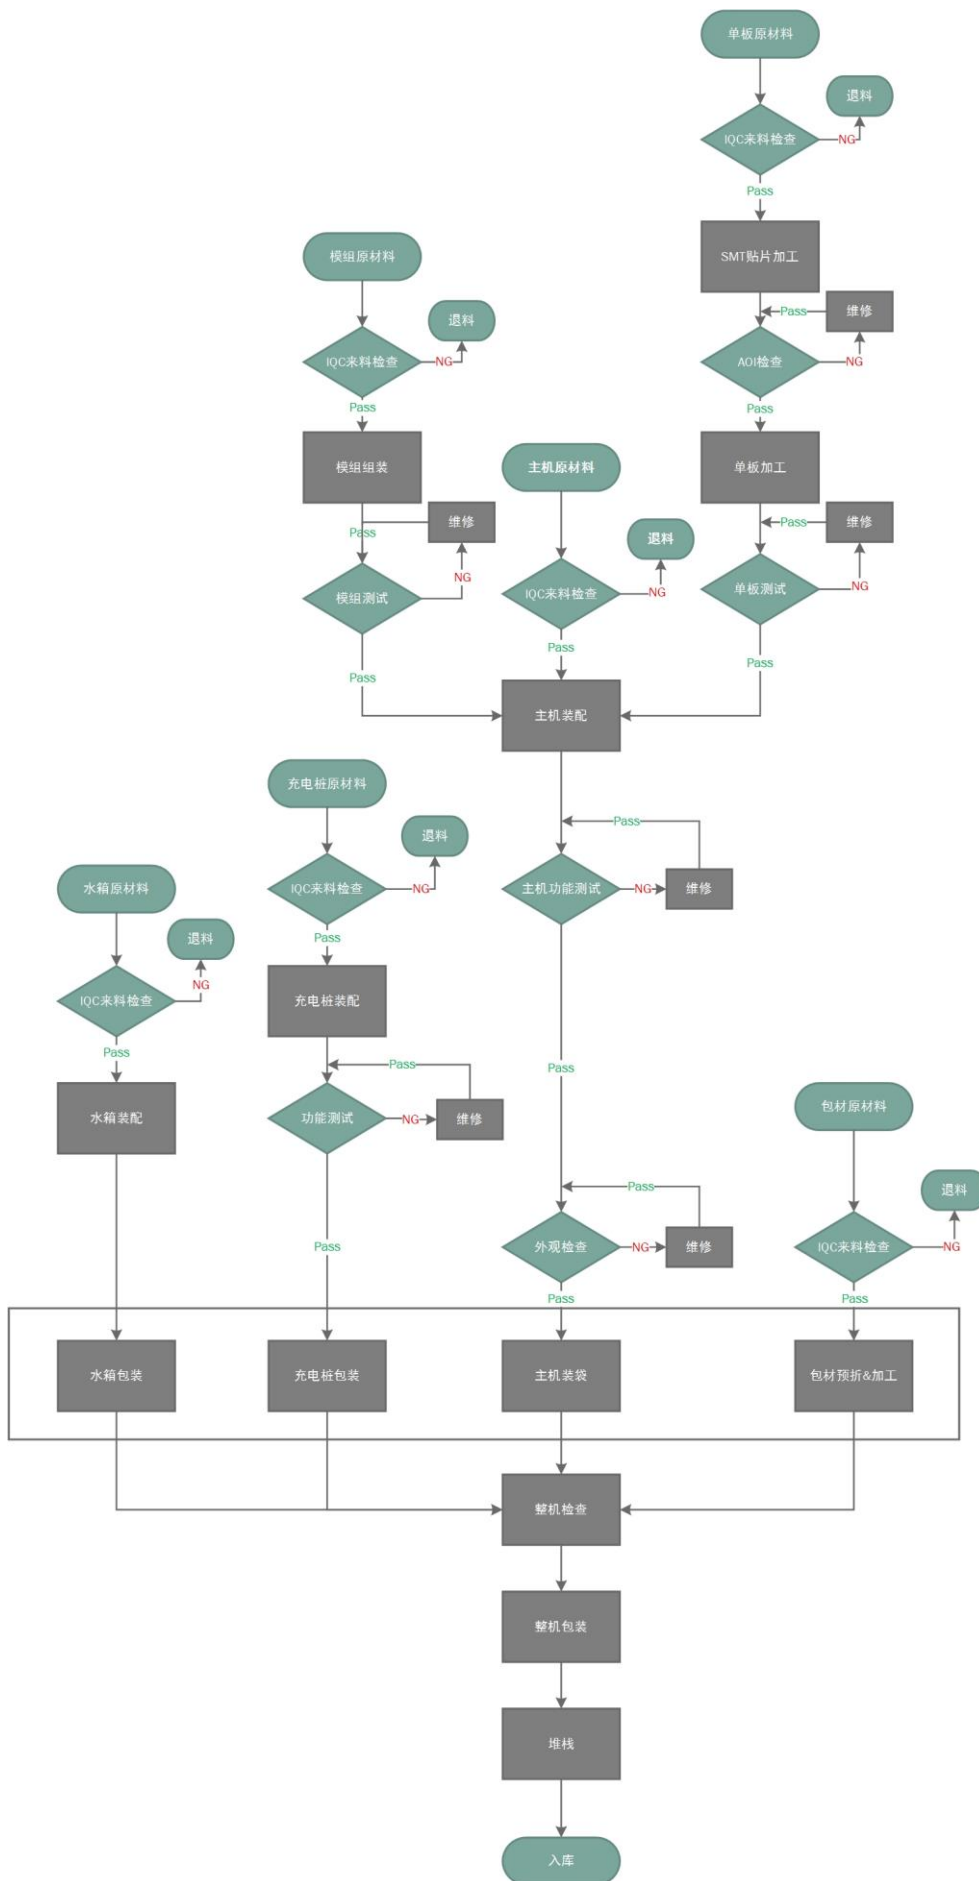 单板原材料
退料
IQC来料检查
NG
Pass
SMT贴片加工
模组原材料
Pass
维修
退料
IQC来料检查
NG
AOI检查
NG
Pass
Pass
模组组装
主机原材料
单板加工
Pass
维修
Pass
维修
退料
NG
IQC来料检查
NG
单板测试
NG
模组测试
Pass
Pass
Pass
主机装配
充电桩原材料
Pass
退料
水箱原材料
IQC来料检查
NG
主机功能测试
NG
维修
退料
Pass
NG
IQC来料检查
充电桩装配
Pass
Pass
Pass
水箱装配
功能测试
NG
维修
包材原材料
Pass
退料
Pass
外观检查
NG
维修
IQC来料检查
NG
Pass
Pass
水箱包装
充电桩包装
主机装袋
包材预折&加工
整机检查
整机包装
堆栈
入库